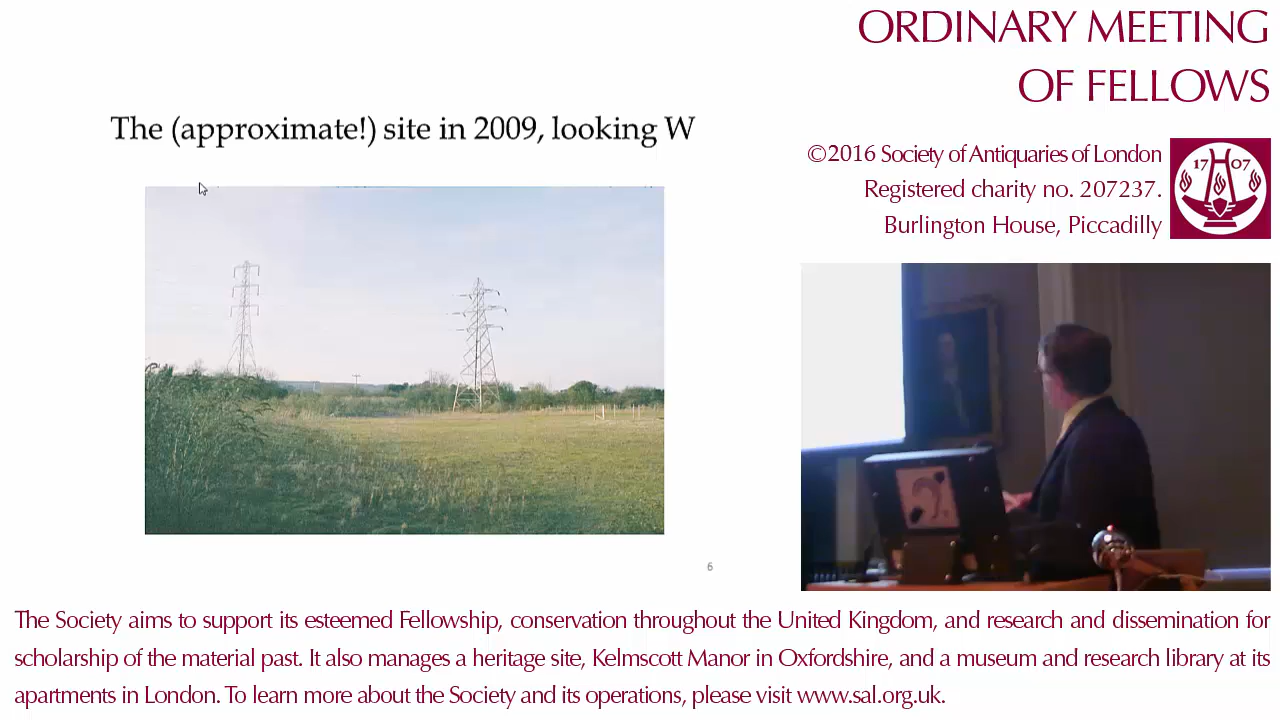 ORDINARY MEETING
OF FELLOWS
The (approximate!) site in 2009, looking W
©2016 Society of Antiquaries of London
Registered charity no. 207237.
Burlington House, Piccadilly
17 07
6
The Society aims to support its esteemed Fellowship, conservation throughout the United Kingdom, and research and dissemination for
scholarship of the material past. It also manages a heritage site, Kelmscott Manor in Oxfordshire, and a museum and research library at its
apartments in London. To learn more about the Society and its operations, please visit www.sal.org.uk.